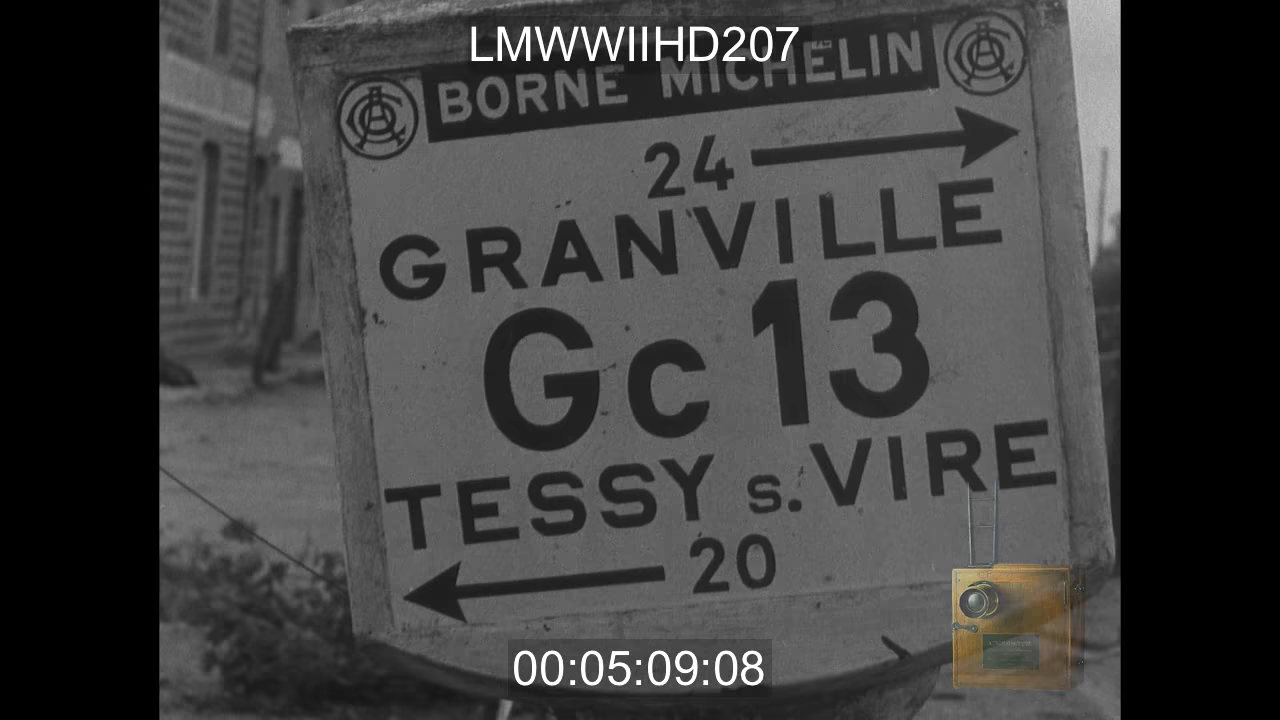 LMWWIIHD207
BORNE MICHELIN
24
GRANVILLE
Gc 13
TESSY s. VIRE
20
00:05:09:08